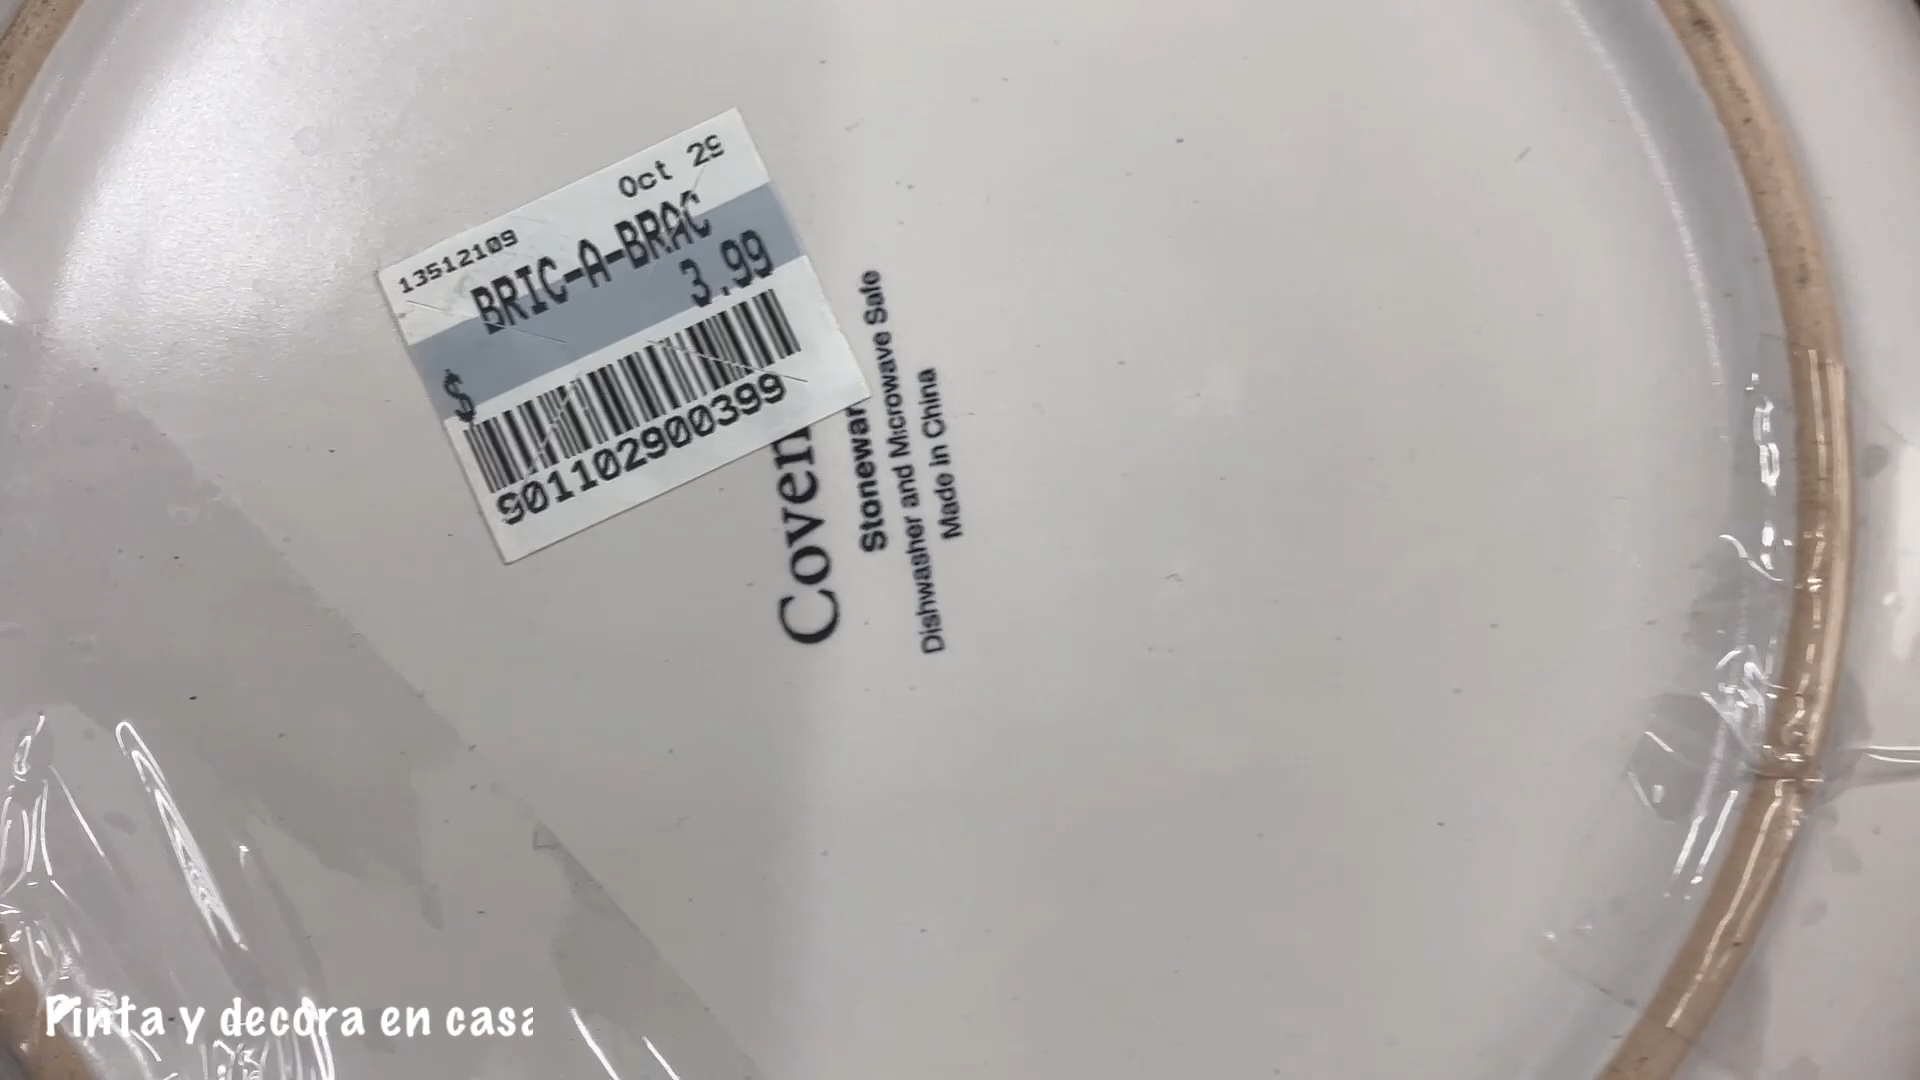 Oct 29
13512109
BRIC-A-BRAC
$ 3.99
S01102900399
Coven
Stonewar
Dishwasher and Microwave Safe
Made in China
Pinta y decora en casa